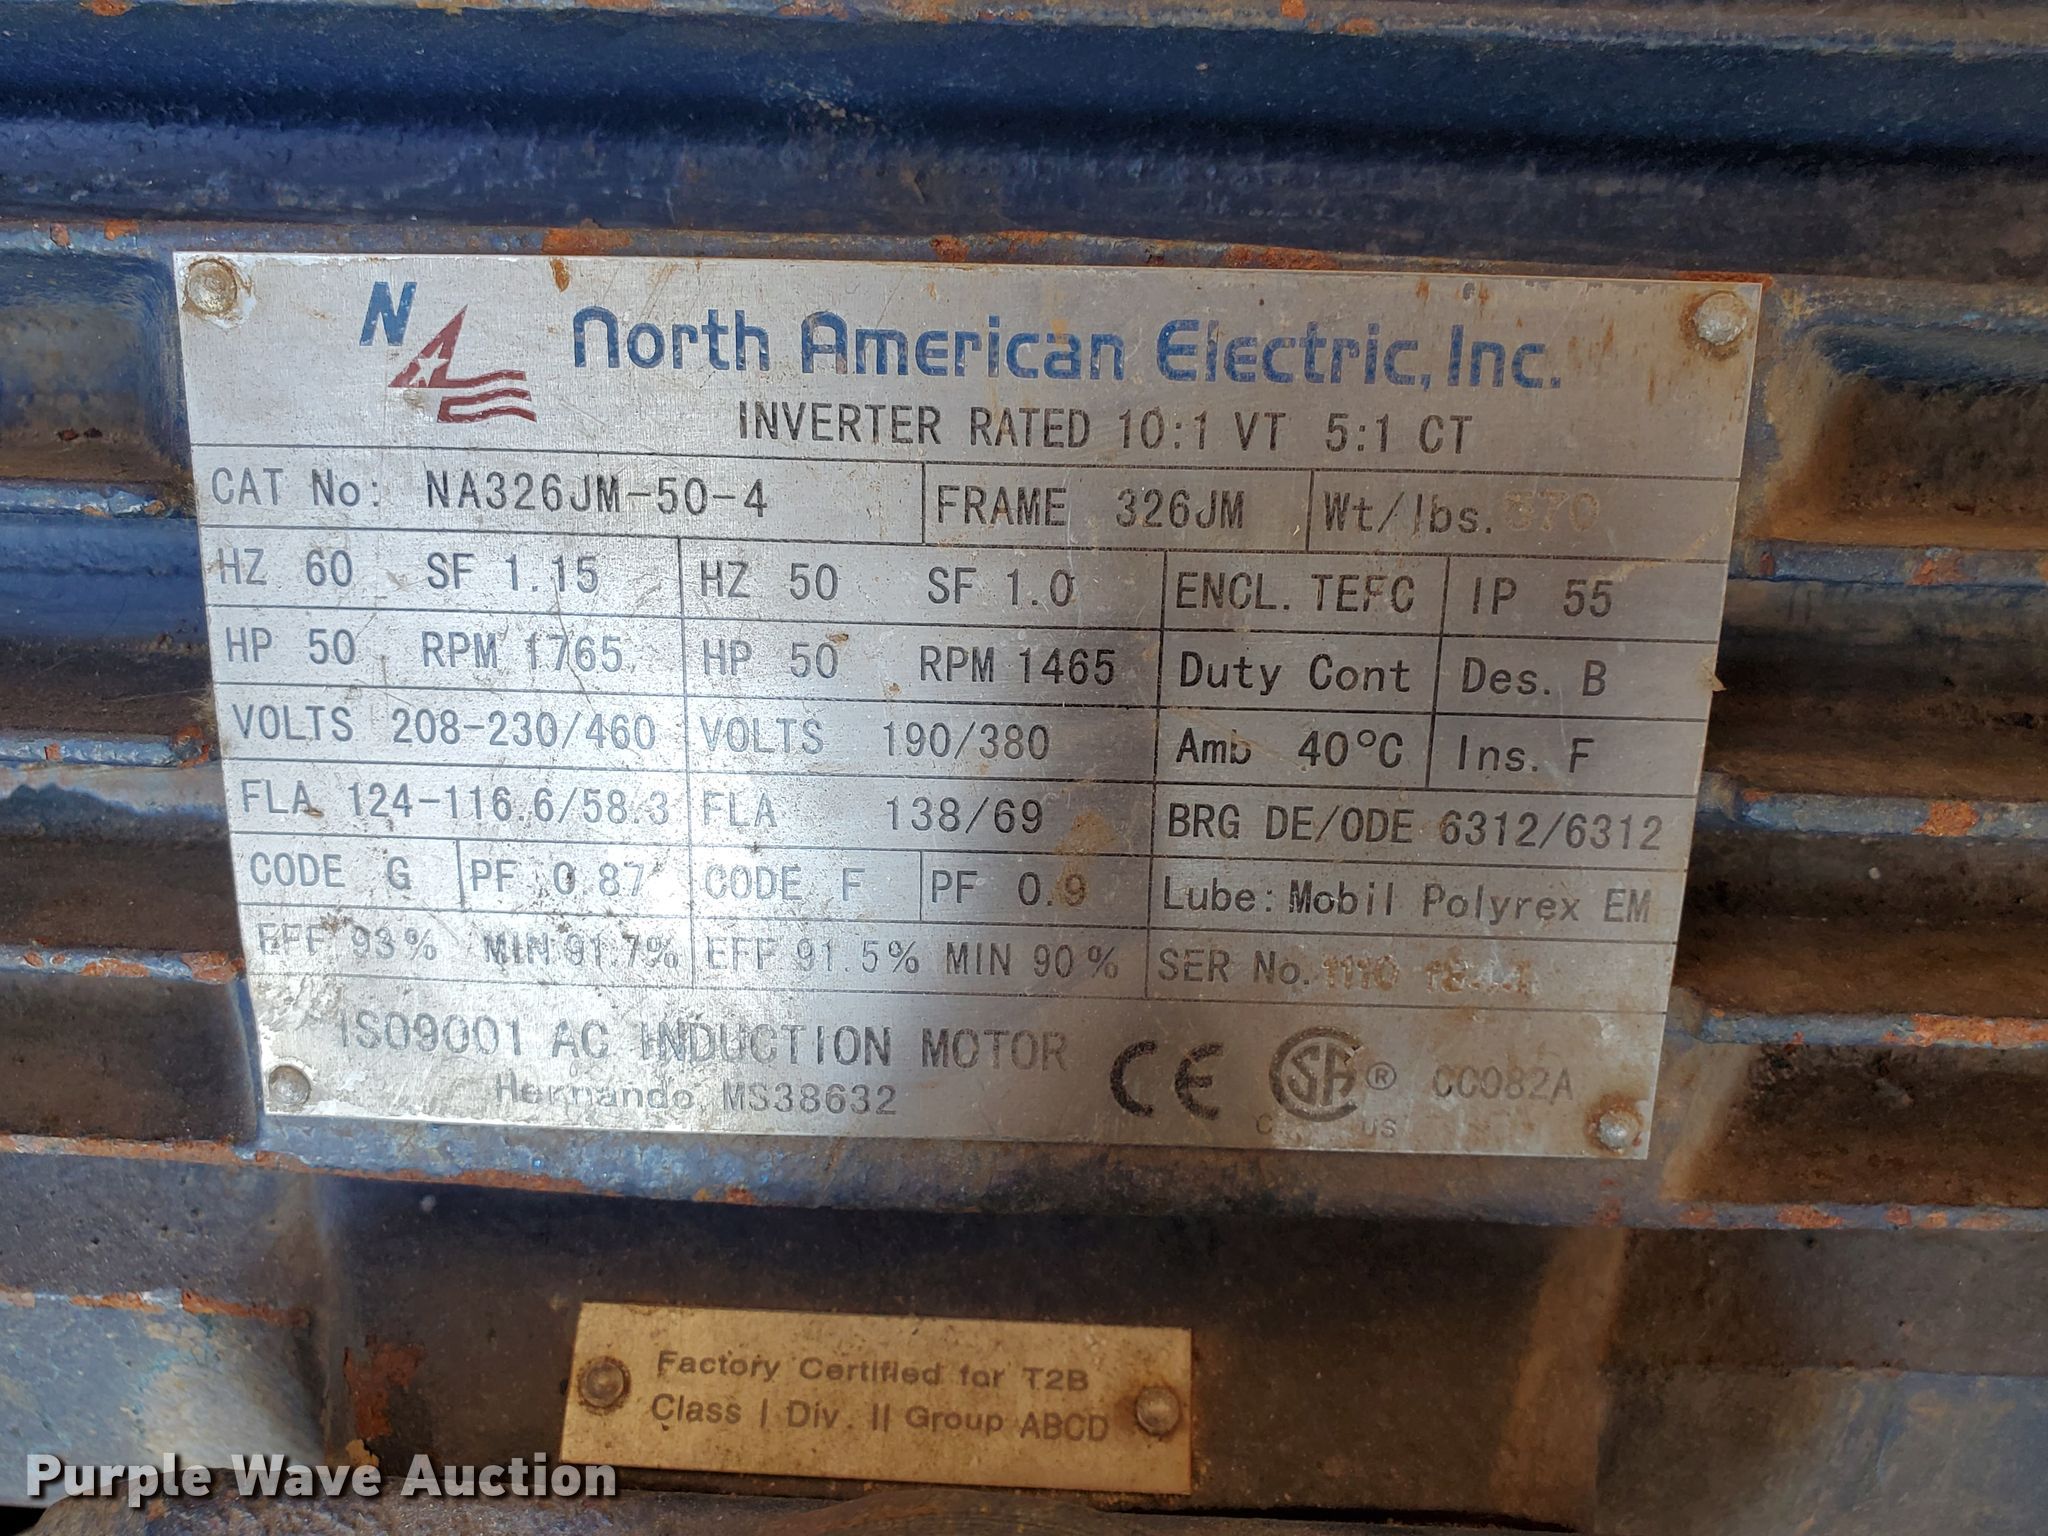 NA North American Electric, Inc.
INVERTER RATED 10:1 VT 5:1 CT
CAT No: NA326JM-50-4 FRAME 326JM Wt/lbs. 570
HZ 60 SF 1.15 HZ 50 SF 1.0 ENCL. TEFC IP 55
HP 50 RPM 1765 HP 50 RPM 1465 Duty Cont Des. B
VOLTS 208-230/460 VOLTS 190/380 Amb 40°C Ins. F
FLA 124-116.6/58.3 FLA 138/69 BRG DE/ODE 6312/6312
CODE G PF 0.87 CODE F PF 0.9 Lube: Mobil Polyrex EM
EFF 93% MIN 91.7% EFF 91.5% MIN 90% SER No. 1110
ISO9001 AC INDUCTION MOTOR
Hernando, MS38632 CE CSA ® CC082A
C US
Factory Certified for T2B
Class I Div. II Group ABCD
Purple Wave Auction